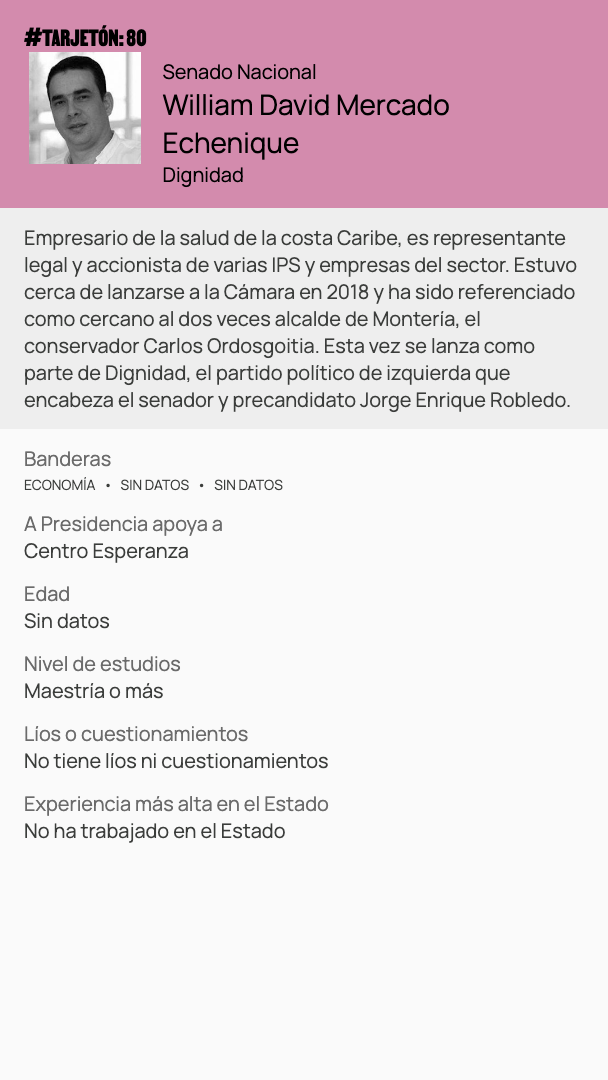 #TARJETÓN: 80
Senado Nacional
William David Mercado
Echenique
Dignidad
Empresario de la salud de la costa Caribe, es representante
legal y accionista de varias IPS y empresas del sector. Estuvo
cerca de lanzarse a la Cámara en 2018 y ha sido referenciado
como cercano al dos veces alcalde de Montería, el
conservador Carlos Ordosgoitia. Esta vez se lanza como
parte de Dignidad, el partido político de izquierda que
encabeza el senador y precandidato Jorge Enrique Robledo.
Banderas
ECONOMÍA • SIN DATOS • SIN DATOS
A Presidencia apoya a
Centro Esperanza
Edad
Sin datos
Nivel de estudios
Maestría o más
Líos o cuestionamientos
No tiene líos ni cuestionamientos
Experiencia más alta en el Estado
No ha trabajado en el Estado